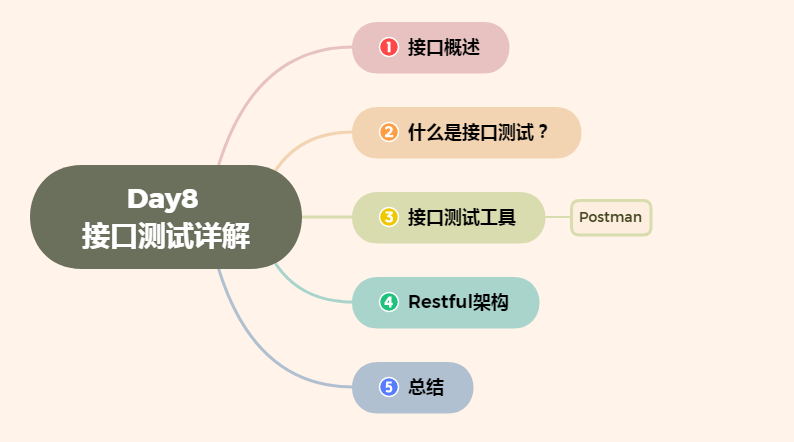 Day8
接口测试详解
1 接口概述
2 什么是接口测试？
3 接口测试工具
Postman
4 Restful架构
5 总结